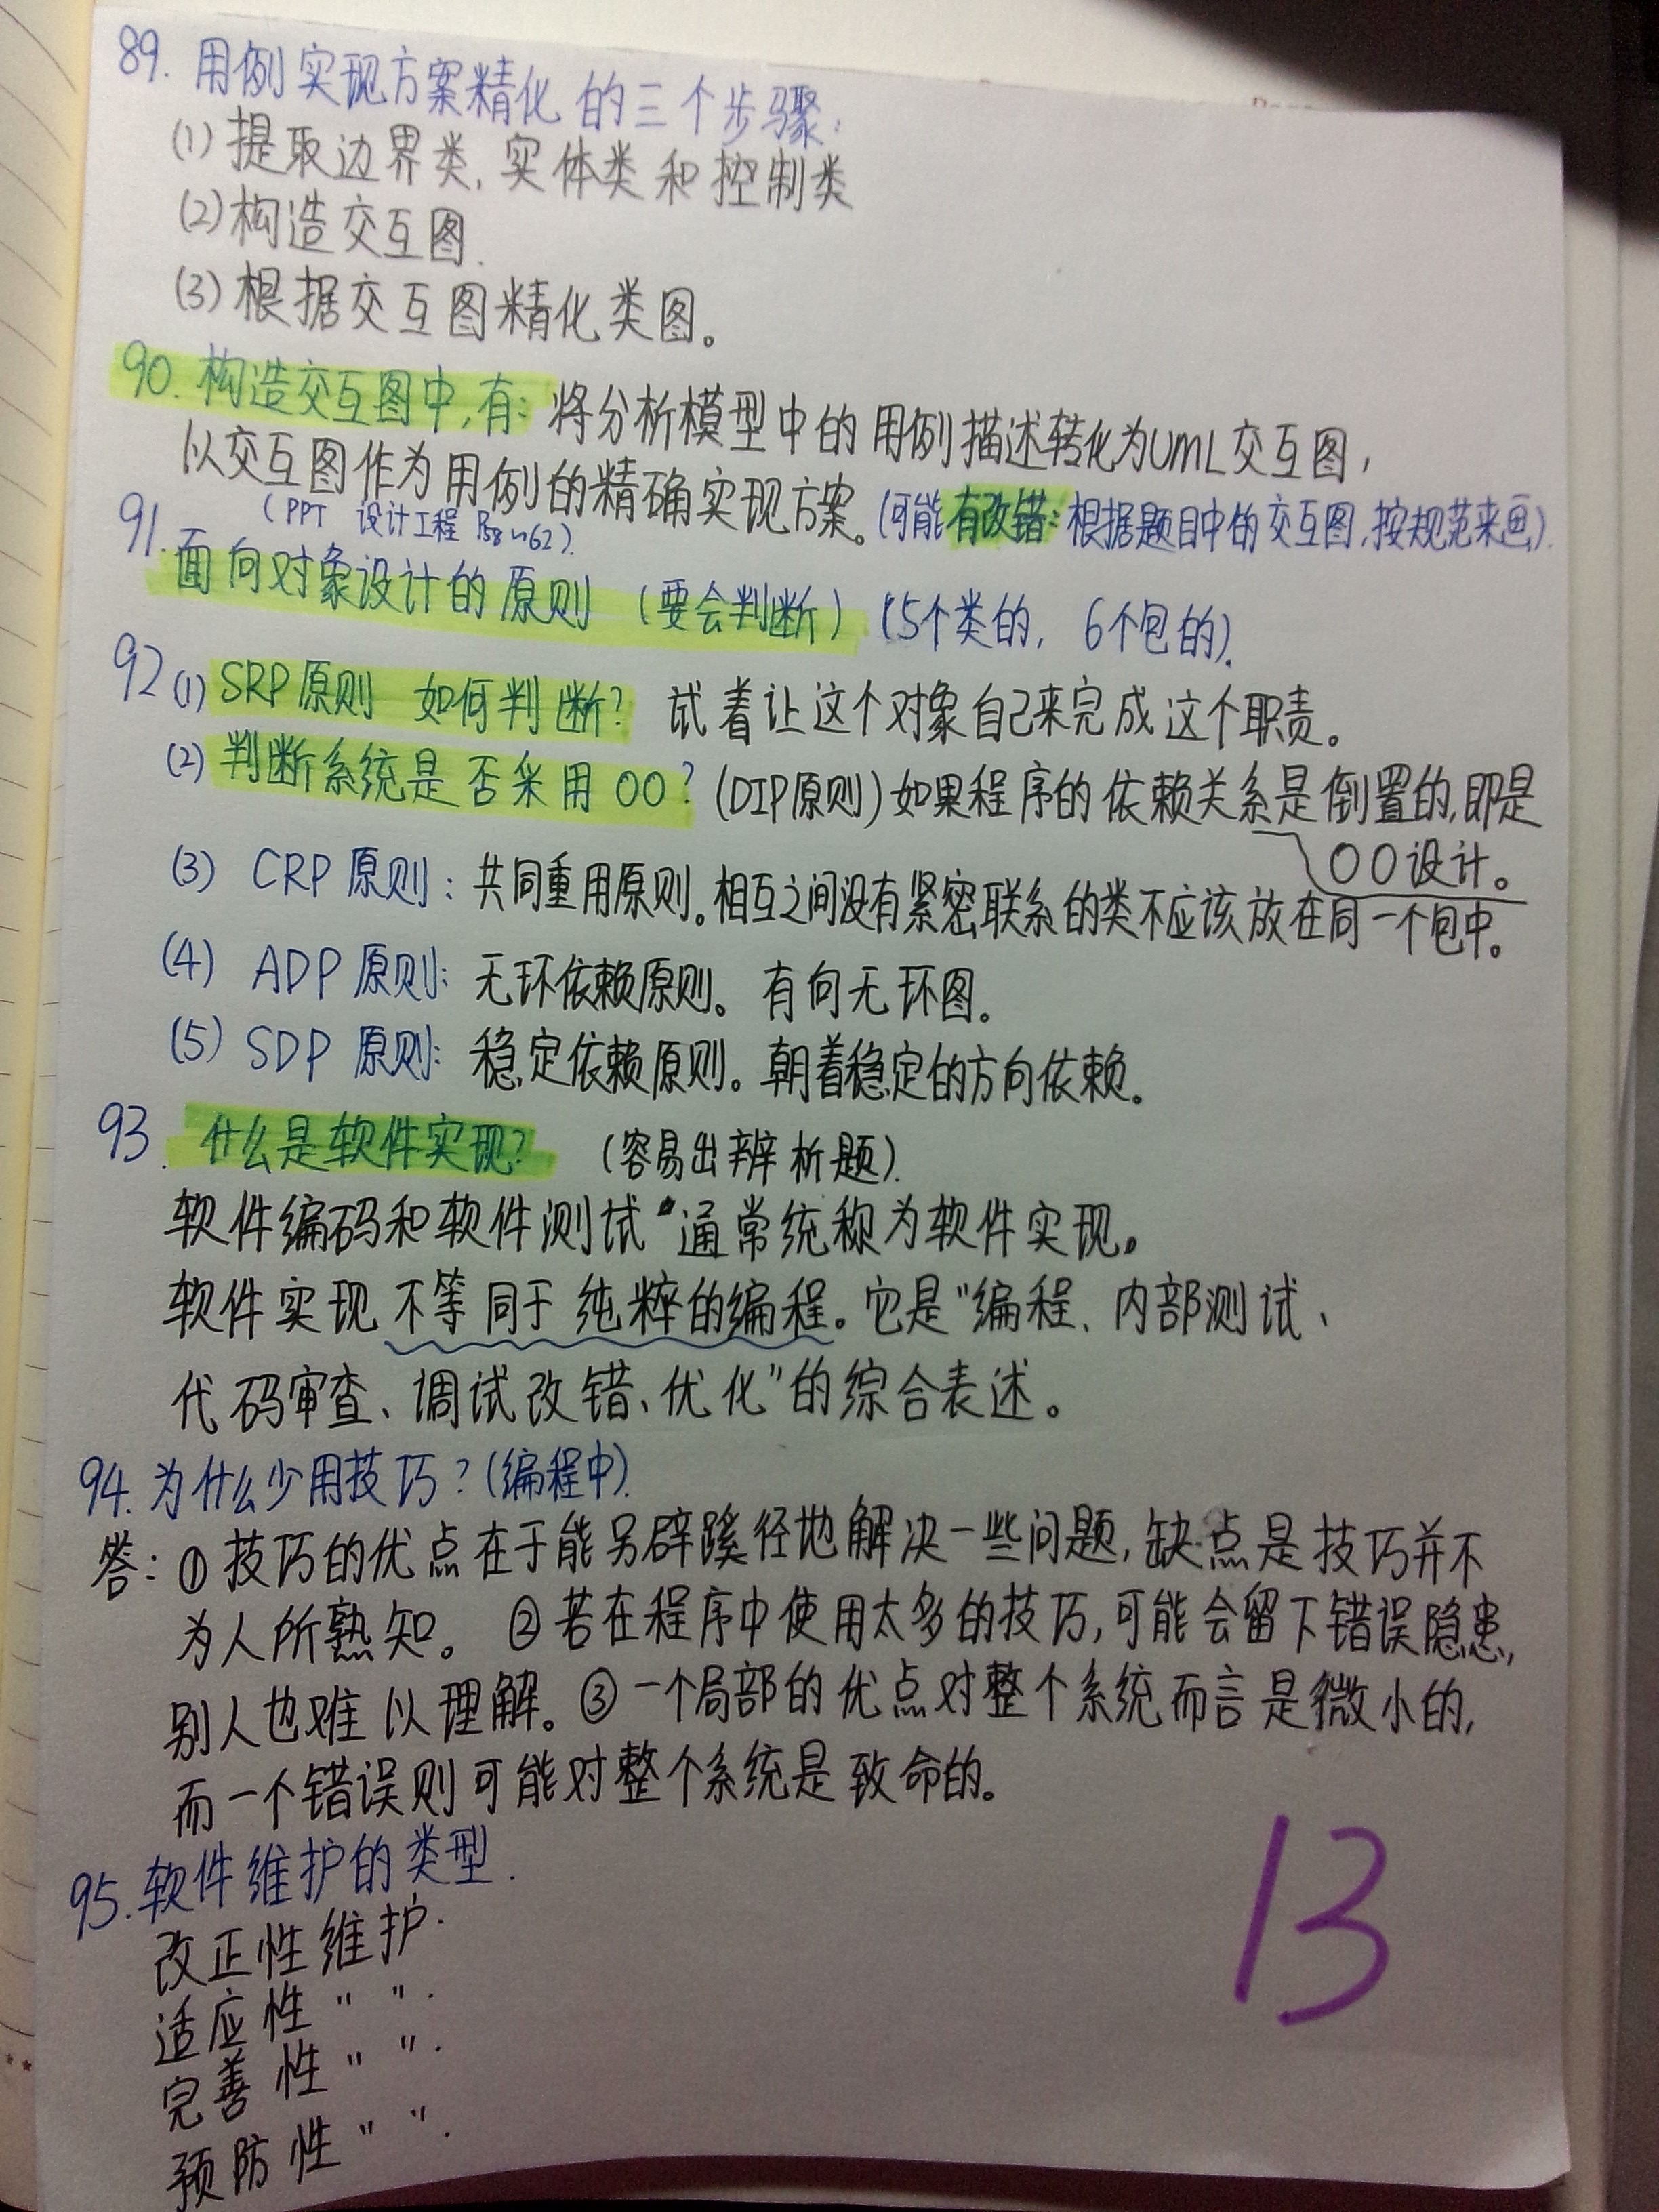 89. 用例实现方案精化的三个步骤:
(1) 提取边界类, 实体类和控制类
(2) 构造交互图.
(3) 根据交互图精化类图。
90. 构造交互图中,有: 将分析模型中的用例描述转化为UML交互图,
以交互图作为用例的精确实现方案。(可能有改错: 根据题目中的交互图,按规范来画).
(PPT 设计工程 P58~62).
91. 面向对象设计的原则 (要会判断) (5个类的, 6个包的).
92 (1) SRP原则 如何判断? 试着让这个对象自己来完成这个职责。
(2) 判断系统是否采用OO? (DIP原则) 如果程序的依赖关系是倒置的,即是
OO设计。
(3) CRP原则: 共同重用原则。相互之间没有紧密联系的类不应该放在同一个包中。
(4) ADP原则: 无环依赖原则。有向无环图。
(5) SDP原则: 稳定依赖原则。朝着稳定的方向依赖。
93. 什么是软件实现? (容易出辨析题).
软件编码和软件测试 通常统称为软件实现。
软件实现不等同于纯粹的编程。它是"编程、内部测试、
代码审查、调试改错、优化"的综合表述。
94. 为什么少用技巧? (编程中).
答: ① 技巧的优点在于能另辟蹊径地解决一些问题, 缺点是技巧并不
为人所熟知。 ② 若在程序中使用太多的技巧, 可能会留下错误隐患,
别人也难以理解。③ 一个局部的优点对整个系统而言是微小的,
而一个错误则可能对整个系统是致命的。
95. 软件维护的类型.
改正性维护.
适应性 " ".
完善性 " ".
预防性 " ".
13